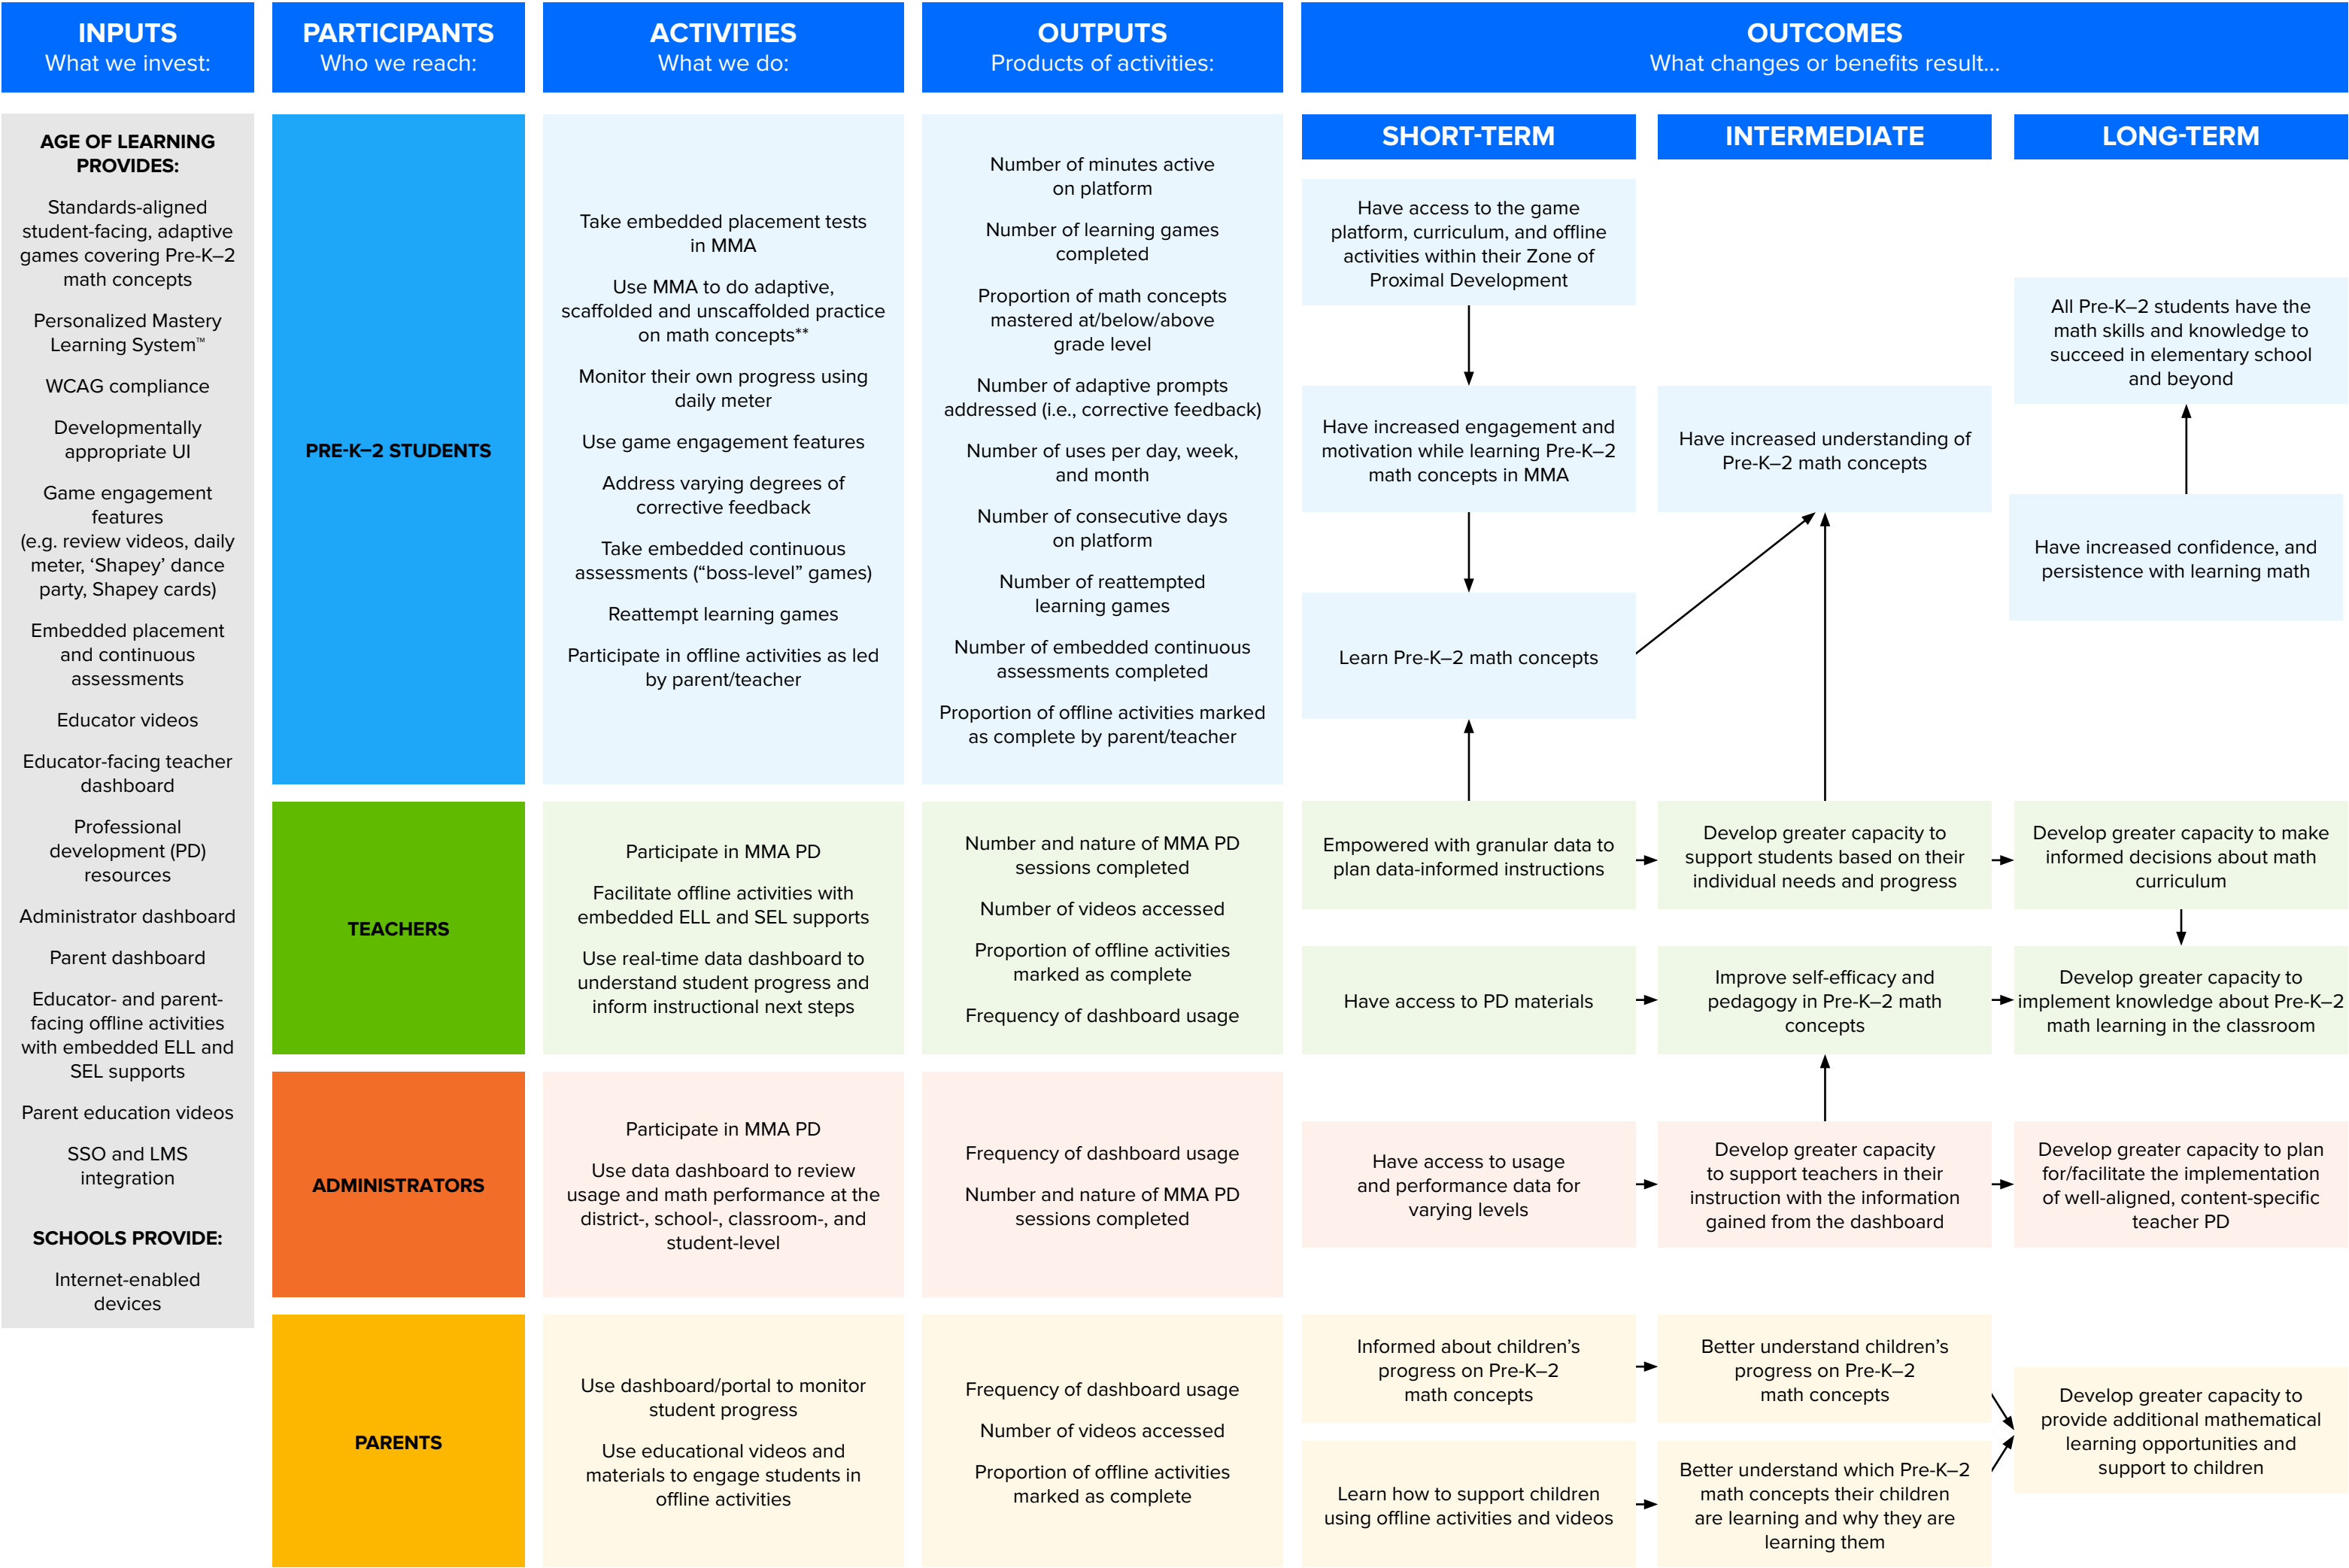 INPUTS
What we invest:
PARTICIPANTS
Who we reach:
ACTIVITIES
What we do:
OUTPUTS
Products of activities:
OUTCOMES
What changes or benefits result...
AGE OF LEARNING
PROVIDES:
Standards-aligned
student-facing, adaptive
games covering Pre-K–2
math concepts
Personalized Mastery
Learning System™
WCAG compliance
Developmentally
appropriate UI
Game engagement
features
(e.g. review videos, daily
meter, ‘Shapey’ dance
party, Shapey cards)
Embedded placement
and continuous
assessments
Educator videos
Educator-facing teacher
dashboard
Professional
development (PD)
resources
Administrator dashboard
Parent dashboard
Educator- and parent-
facing offline activities
with embedded ELL and
SEL supports
Parent education videos
SSO and LMS
integration
SCHOOLS PROVIDE:
Internet-enabled
devices
PRE-K–2 STUDENTS
Take embedded placement tests
in MMA
Use MMA to do adaptive,
scaffolded and unscaffolded practice
on math concepts**
Monitor their own progress using
daily meter
Use game engagement features
Address varying degrees of
corrective feedback
Take embedded continuous
assessments (“boss-level” games)
Reattempt learning games
Participate in offline activities as led
by parent/teacher
Number of minutes active
on platform
Number of learning games
completed
Proportion of math concepts
mastered at/below/above
grade level
Number of adaptive prompts
addressed (i.e., corrective feedback)
Number of uses per day, week,
and month
Number of consecutive days
on platform
Number of reattempted
learning games
Number of embedded continuous
assessments completed
Proportion of offline activities marked
as complete by parent/teacher
SHORT-TERM
INTERMEDIATE
LONG-TERM
Have access to the game
platform, curriculum, and offline
activities within their Zone of
Proximal Development
Have increased engagement and
motivation while learning Pre-K–2
math concepts in MMA
Learn Pre-K–2 math concepts
Have increased understanding of
Pre-K–2 math concepts
All Pre-K–2 students have the
math skills and knowledge to
succeed in elementary school
and beyond
Have increased confidence, and
persistence with learning math
TEACHERS
Participate in MMA PD
Facilitate offline activities with
embedded ELL and SEL supports
Use real-time data dashboard to
understand student progress and
inform instructional next steps
Number and nature of MMA PD
sessions completed
Number of videos accessed
Proportion of offline activities
marked as complete
Frequency of dashboard usage
Empowered with granular data to
plan data-informed instructions
Develop greater capacity to
support students based on their
individual needs and progress
Develop greater capacity to make
informed decisions about math
curriculum
Have access to PD materials
Improve self-efficacy and
pedagogy in Pre-K–2 math
concepts
Develop greater capacity to
implement knowledge about Pre-K–2
math learning in the classroom
ADMINISTRATORS
Participate in MMA PD
Use data dashboard to review
usage and math performance at the
district-, school-, classroom-, and
student-level
Frequency of dashboard usage
Number and nature of MMA PD
sessions completed
Have access to usage
and performance data for
varying levels
Develop greater capacity
to support teachers in their
instruction with the information
gained from the dashboard
Develop greater capacity to plan
for/facilitate the implementation
of well-aligned, content-specific
teacher PD
PARENTS
Use dashboard/portal to monitor
student progress
Use educational videos and
materials to engage students in
offline activities
Frequency of dashboard usage
Number of videos accessed
Proportion of offline activities
marked as complete
Informed about children’s
progress on Pre-K–2
math concepts
Better understand children’s
progress on Pre-K–2
math concepts
Learn how to support children
using offline activities and videos
Better understand which Pre-K–2
math concepts their children
are learning and why they are
learning them
Develop greater capacity to
provide additional mathematical
learning opportunities and
support to children